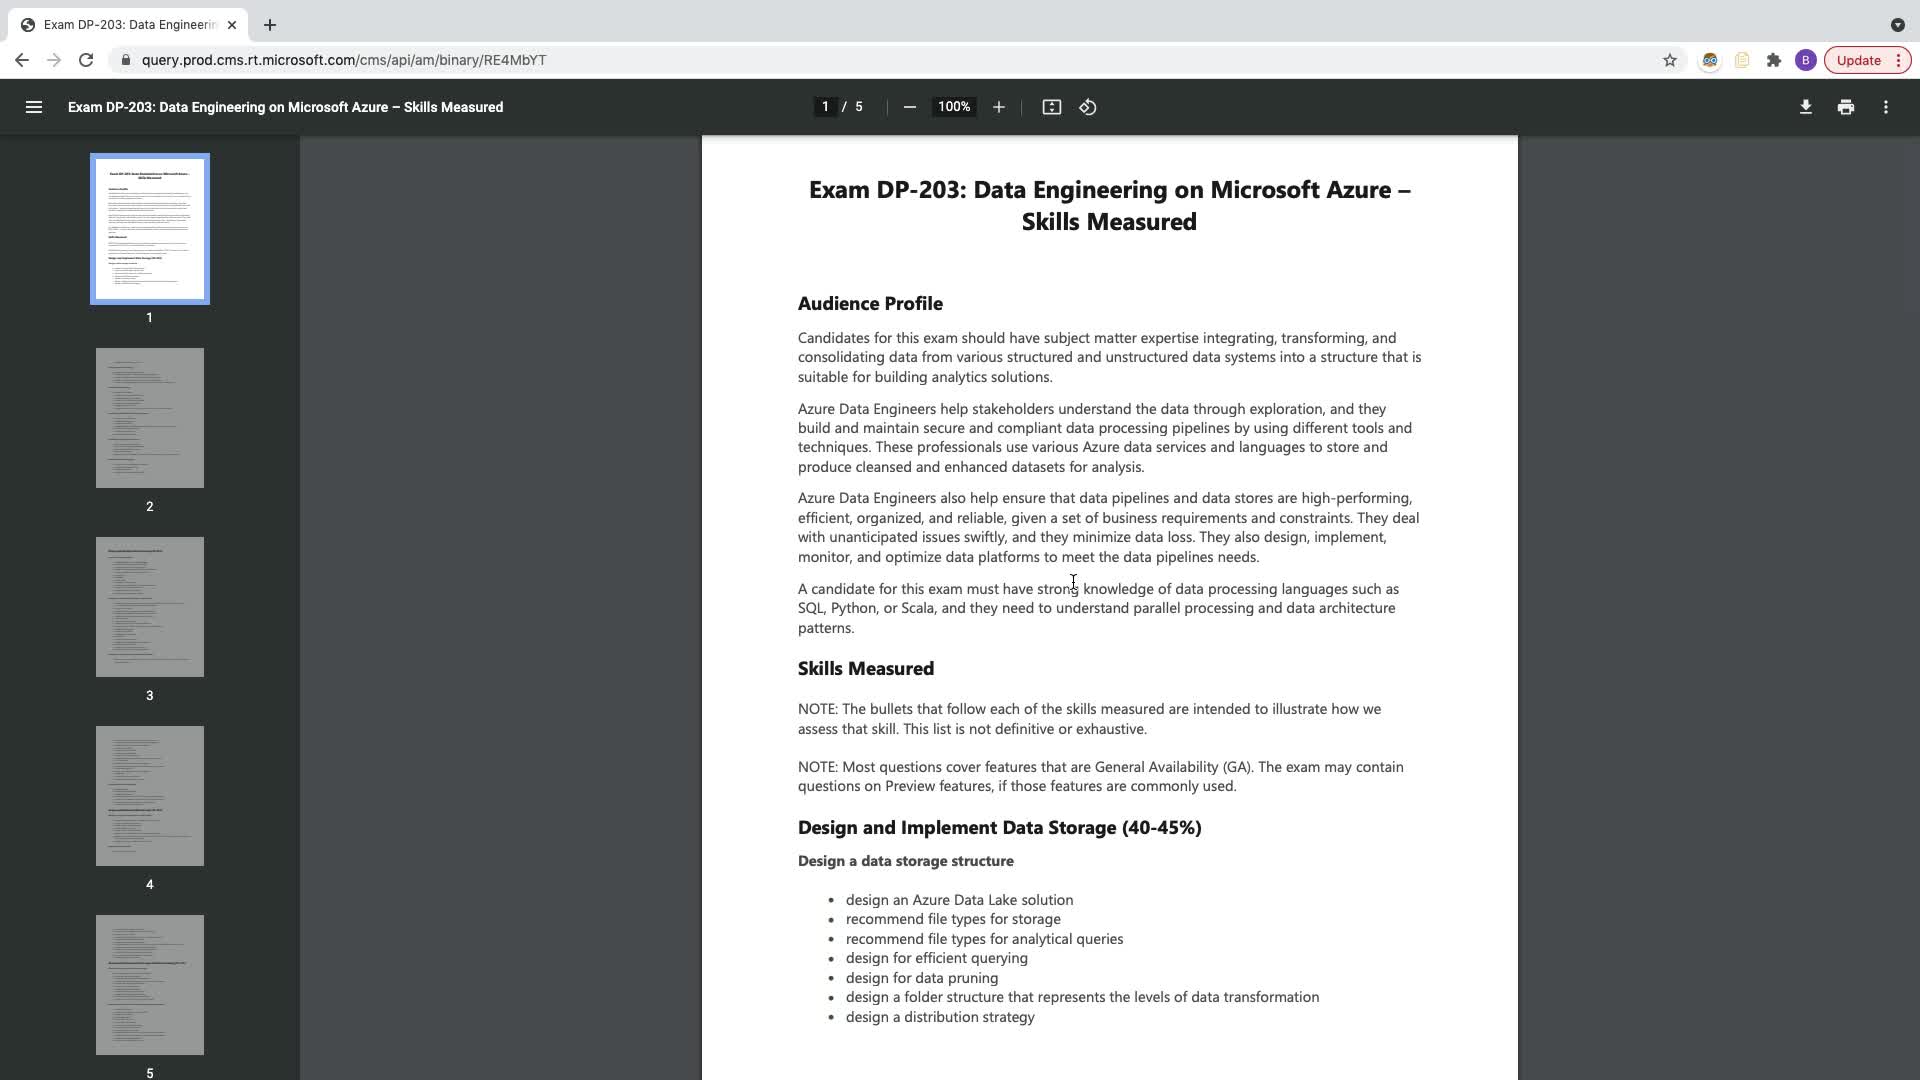 Exam DP-203: Data Engineerin
query.prod.cms.rt.microsoft.com/cms/api/am/binary/RE4MbYT
B
Update
Exam DP-203: Data Engineering on Microsoft Azure – Skills Measured
1 / 5
100%
1
2
3
4
5
Exam DP-203: Data Engineering on Microsoft Azure –
Skills Measured
Audience Profile
Candidates for this exam should have subject matter expertise integrating, transforming, and
consolidating data from various structured and unstructured data systems into a structure that is
suitable for building analytics solutions.
Azure Data Engineers help stakeholders understand the data through exploration, and they
build and maintain secure and compliant data processing pipelines by using different tools and
techniques. These professionals use various Azure data services and languages to store and
produce cleansed and enhanced datasets for analysis.
Azure Data Engineers also help ensure that data pipelines and data stores are high-performing,
efficient, organized, and reliable, given a set of business requirements and constraints. They deal
with unanticipated issues swiftly, and they minimize data loss. They also design, implement,
monitor, and optimize data platforms to meet the data pipelines needs.
A candidate for this exam must have strong knowledge of data processing languages such as
SQL, Python, or Scala, and they need to understand parallel processing and data architecture
patterns.
Skills Measured
NOTE: The bullets that follow each of the skills measured are intended to illustrate how we
assess that skill. This list is not definitive or exhaustive.
NOTE: Most questions cover features that are General Availability (GA). The exam may contain
questions on Preview features, if those features are commonly used.
Design and Implement Data Storage (40-45%)
Design a data storage structure
• design an Azure Data Lake solution
• recommend file types for storage
• recommend file types for analytical queries
• design for efficient querying
• design for data pruning
• design a folder structure that represents the levels of data transformation
• design a distribution strategy